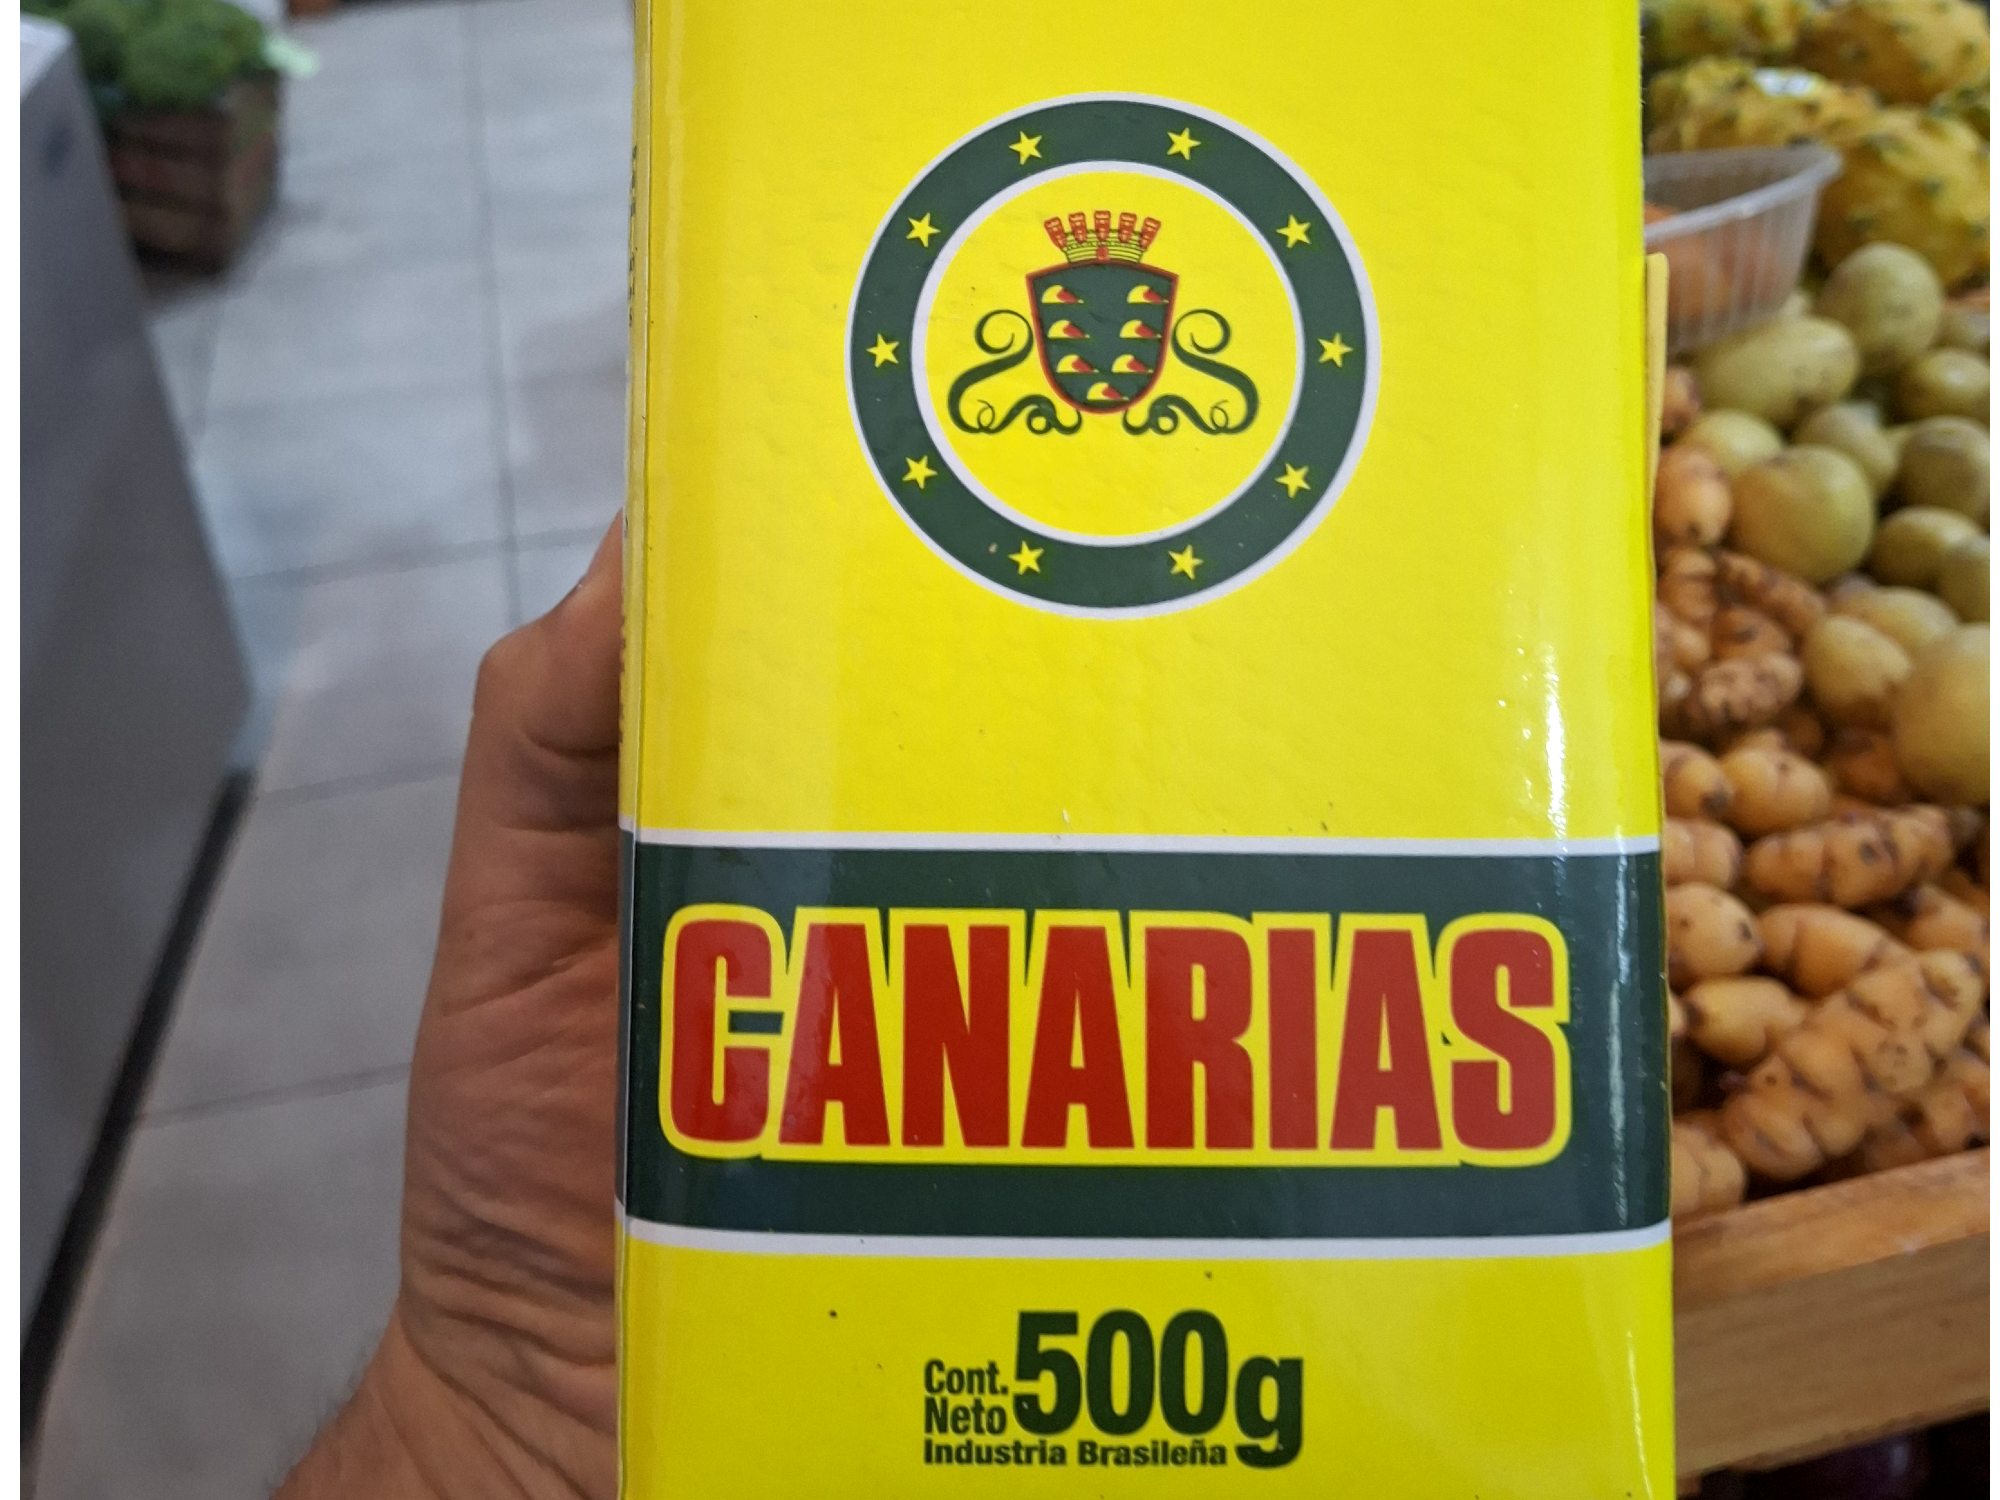 CANARIAS
Cont.
Neto 500g
Industria Brasileña